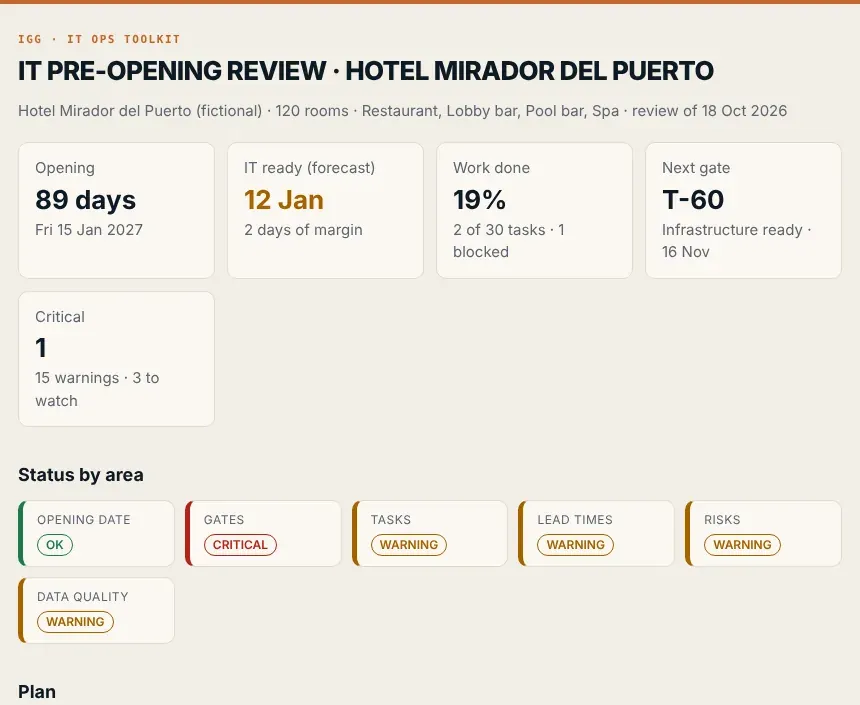 IGG · IT OPS TOOLKIT
IT PRE-OPENING REVIEW · HOTEL MIRADOR DEL PUERTO
Hotel Mirador del Puerto (fictional) · 120 rooms · Restaurant, Lobby bar, Pool bar, Spa · review of 18 Oct 2026
Opening
89 days
Fri 15 Jan 2027
IT ready (forecast)
12 Jan
2 days of margin
Work done
19%
2 of 30 tasks · 1
blocked
Next gate
T-60
Infrastructure ready ·
16 Nov
Critical
1
15 warnings · 3 to
watch
Status by area
OPENING DATE
OK
GATES
CRITICAL
TASKS
WARNING
LEAD TIMES
WARNING
RISKS
WARNING
DATA QUALITY
WARNING
Plan